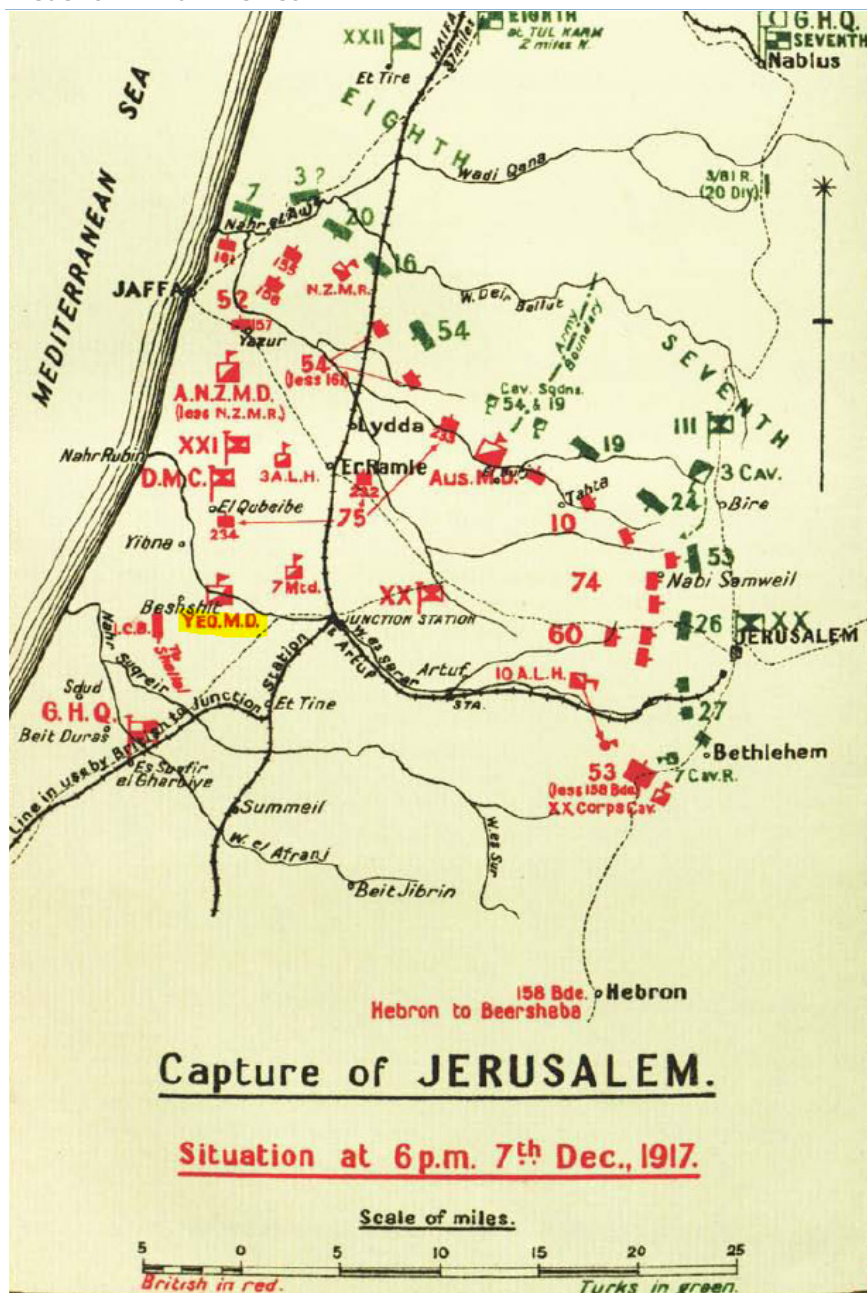 XXII
HAIFA
37 miles
EIGHTH
at TUL KARM
2 miles N.
G.H.Q.
SEVENTH
Nablus
Et Tire
MEDITERRANEAN SEA
EIGHTH
Wadi Qana
3/81 R.
(20 Div)
7
3?
Nahr el Auja
20
161
155
156
N.Z.M.R.
16
JAFFA
52
157
Yazur
W. Deir Ballut
54
54
(less 161)
Army Boundary
SEVENTH
A.N.Z.M.D.
(less N.Z.M.R.)
Cav. Sqdns.
54 & 19
III
Lydda
233
19
XXI
3 A.L.H.
Nahr Rubin
Er Ramle
AUS. M.D.
El Burj
3 CAV.
D.M.C.
232
Tahta
24
Bire
El Qubeibe
75
10
234
Yibna
53
7 Mtd.
XX
74
Nabi Samweil
Beshshit
YEO. M.D.
JUNCTION STATION
60
26
XX
JERUSALEM
I.C.B.
To Shellal
Nahr Suqreir
W. es Sarar
& Artuf
Artuf
STA.
10 A.L.H.
Sdud
Et Tine
27
G.H.Q.
Beit Duras
Bethlehem
Es Suafir
el Gharbiye
Line in use by British to Junction Station
53
(less 158 Bde.)
XX Corps Cav.
7 Cav. R.
Summeil
W. el Afranj
W. es Sur
Beit Jibrin
158 Bde.
Hebron
Hebron to Beersheba
Capture of JERUSALEM.
Situation at 6 p.m. 7th Dec., 1917.
Scale of miles.
5 0 5 10 15 20 25
British in red.
Turks in green.